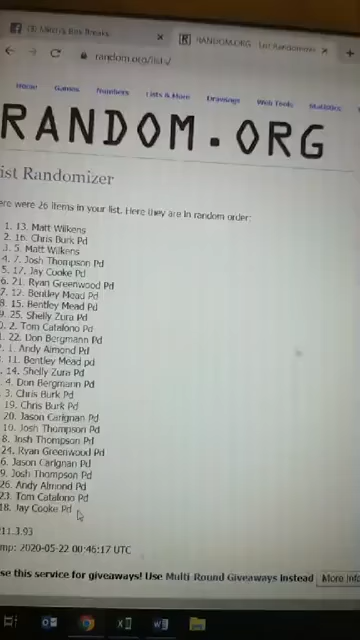 Breaks
RANDOM.ORG - List Randomizer
random.org/lists/
Home Games Numbers Lists & More Drawings Web Tools Statistics
RANDOM.ORG
ist Randomizer
ere were 26 items in your list. Here they are in random order:
1. 13. Matt Wilkens
2. 16. Chris Burk Pd
3. 5. Matt Wilkens
4. 7. Josh Thompson Pd
5. 17. Jay Cooke Pd
6. 21. Ryan Greenwood Pd
7. 12. Bentley Mead Pd
8. 15. Bentley Mead Pd
9. 25. Shelly Zura Pd
0. 2. Tom Catalono Pd
. 22. Don Bergmann Pd
. 1. Andy Almond Pd
. 11. Bentley Mead pd
. 14. Shelly Zura Pd
. 4. Don Bergmann Pd
. 3. Chris Burk Pd
. 19. Chris Burk Pd
20. Jason Carignan Pd
10. Josh Thompson Pd
8. Josh Thompson Pd
24. Ryan Greenwood Pd
6. Jason Carignan Pd
9. Josh Thompson Pd
26. Andy Almond Pd
23. Tom Catalono Pd
18. Jay Cooke Pd
11.3.93
mp: 2020-05-22 00:46:17 UTC
se this service for giveaways! Use Multi-Round Giveaways instead More Info